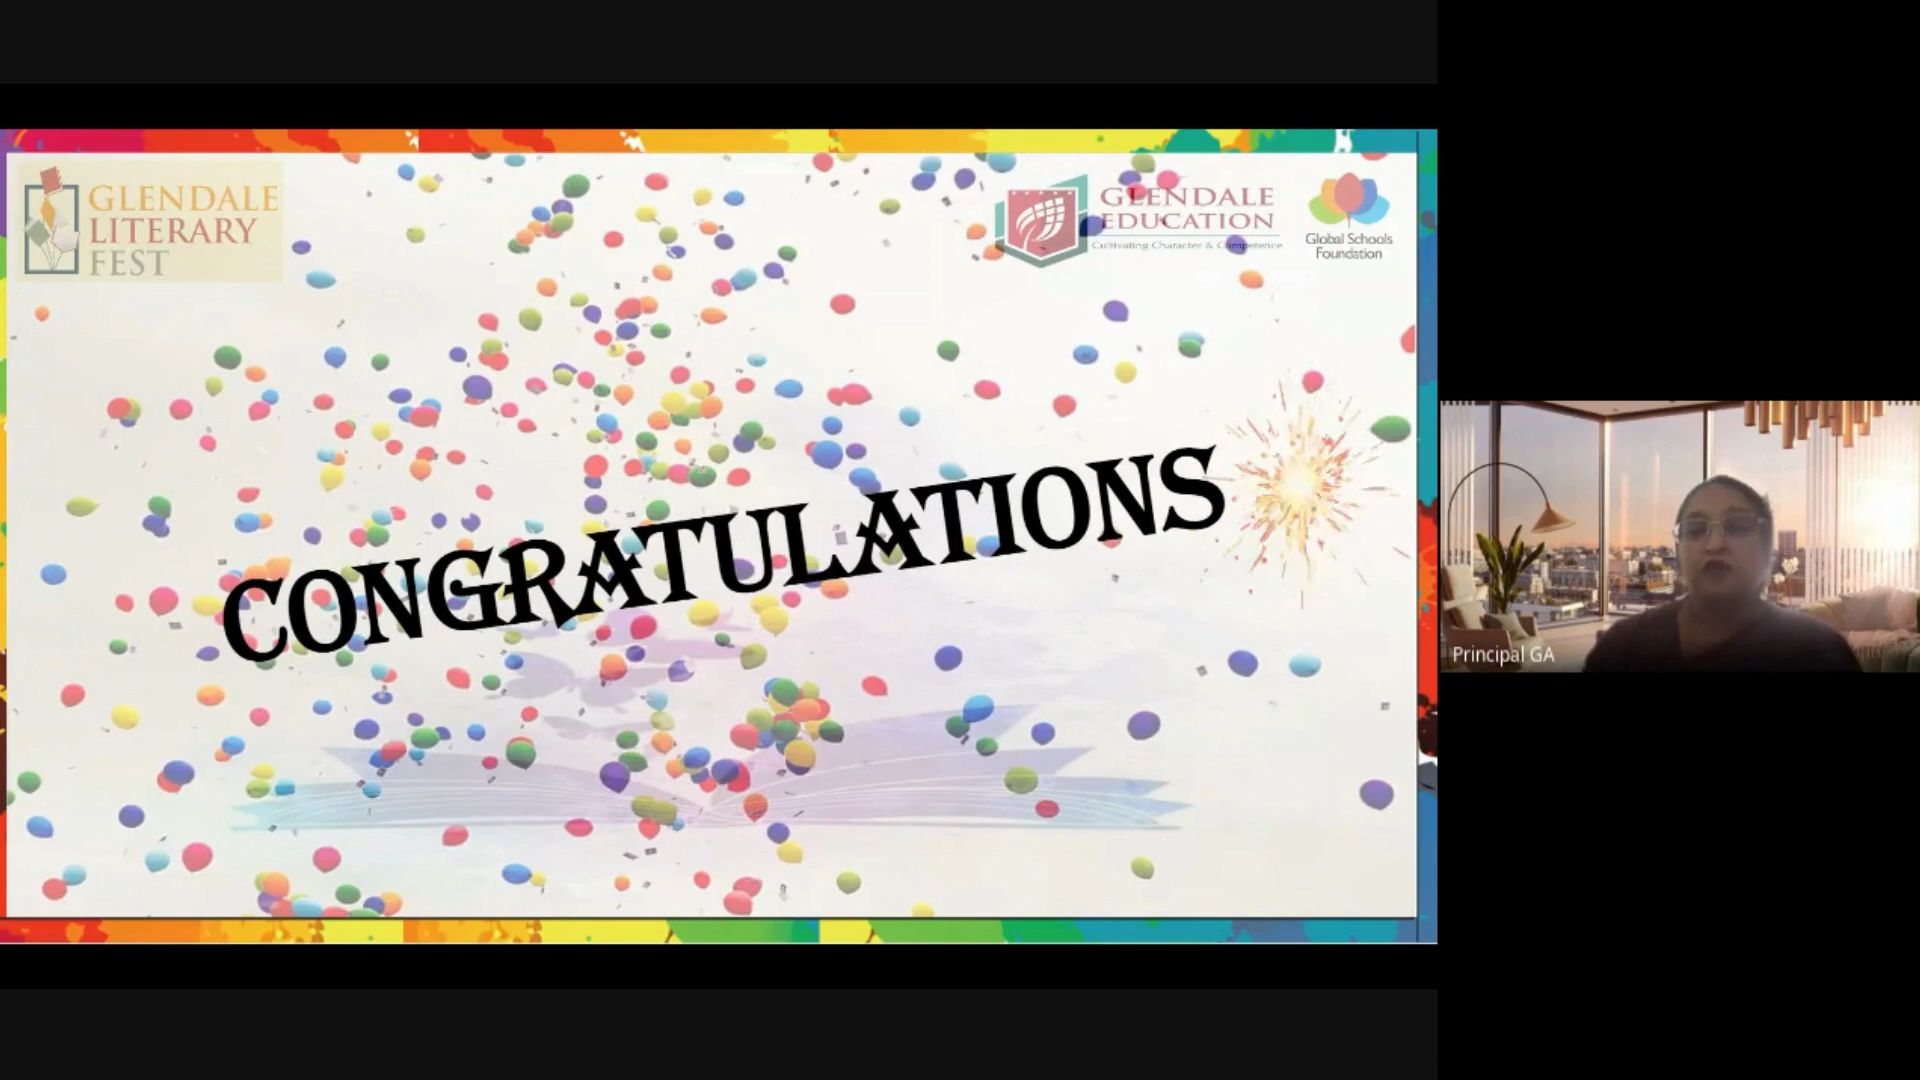 GLENDALE
LITERARY
FEST
GLENDALE
EDUCATION
Cultivating Character & Competence
Global Schools
Foundation
CONGRATULATIONS
Principal GA